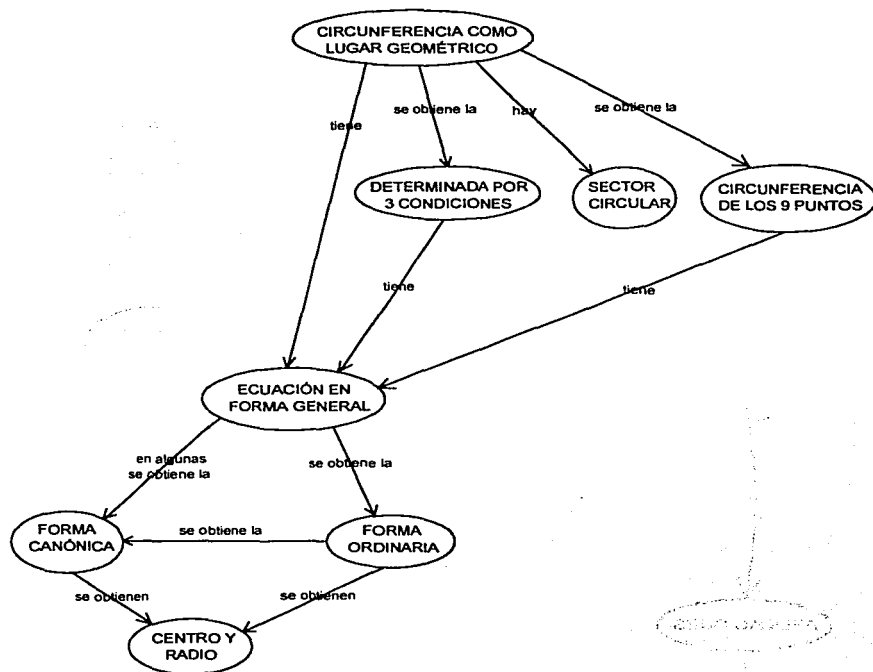 CIRCUNFERENCIA COMO
LUGAR GEOMÉTRICO
tiene
se obtiene la
hay
se obtiene la
DETERMINADA POR
3 CONDICIONES
SECTOR
CIRCULAR
CIRCUNFERENCIA
DE LOS 9 PUNTOS
tiene
tiene
ECUACIÓN EN
FORMA GENERAL
en algunas
se obtiene la
se obtiene la
FORMA
CANÓNICA
se obtiene la
FORMA
ORDINARIA
se obtienen
se obtienen
CENTRO Y
RADIO